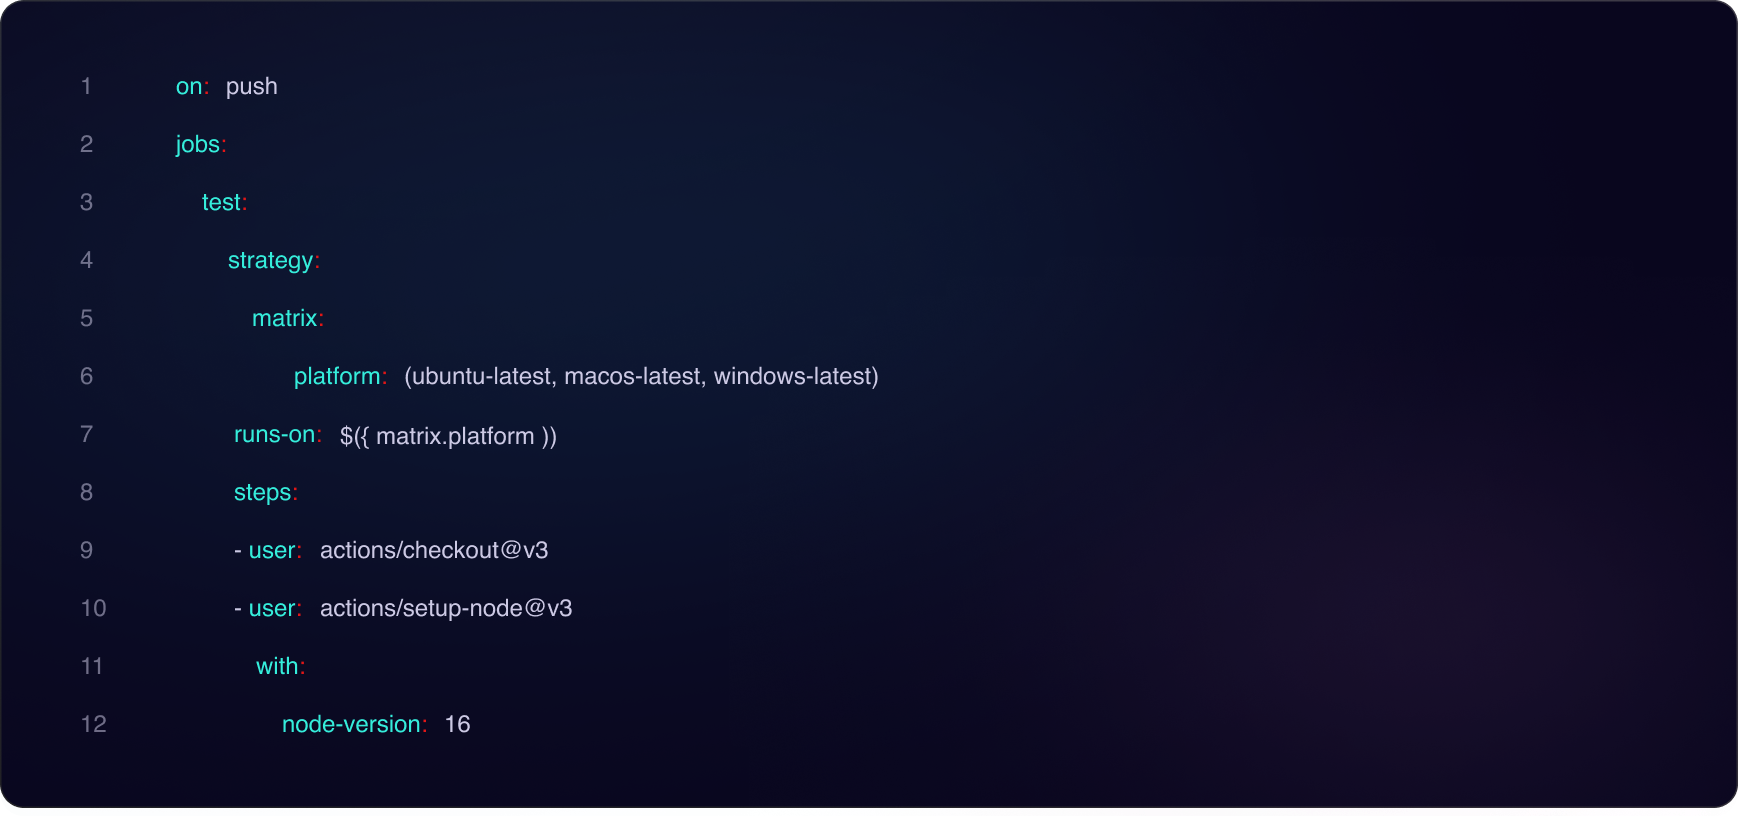 1 on: push
2 jobs:
3 test:
4 strategy:
5 matrix:
6 platform: (ubuntu-latest, macos-latest, windows-latest)
7 runs-on: $({ matrix.platform ))
8 steps:
9 - user: actions/checkout@v3
10 - user: actions/setup-node@v3
11 with:
12 node-version: 16